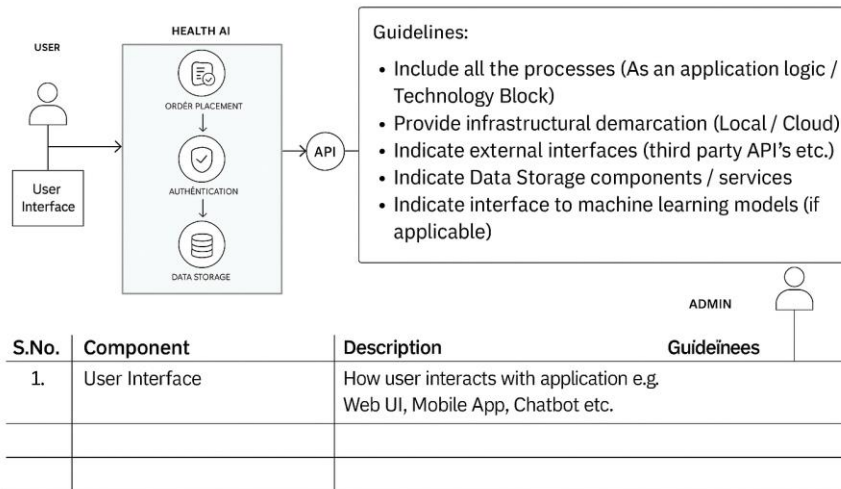 HEALTH AI
USER
User
Interface
ORDÉR PLACEMENT
AUTHÉNTICATION
DATA STORAGE
API
Guidelines:
• Include all the processes (As an application logic /
Technology Block)
• Provide infrastructural demarcation (Local / Cloud)
• Indicate external interfaces (third party API's etc.)
• Indicate Data Storage components / services
• Indicate interface to machine learning models (if
applicable)
ADMIN
S.No. Component Description Guideïnees
1. User Interface How user interacts with application e.g.
Web UI, Mobile App, Chatbot etc.